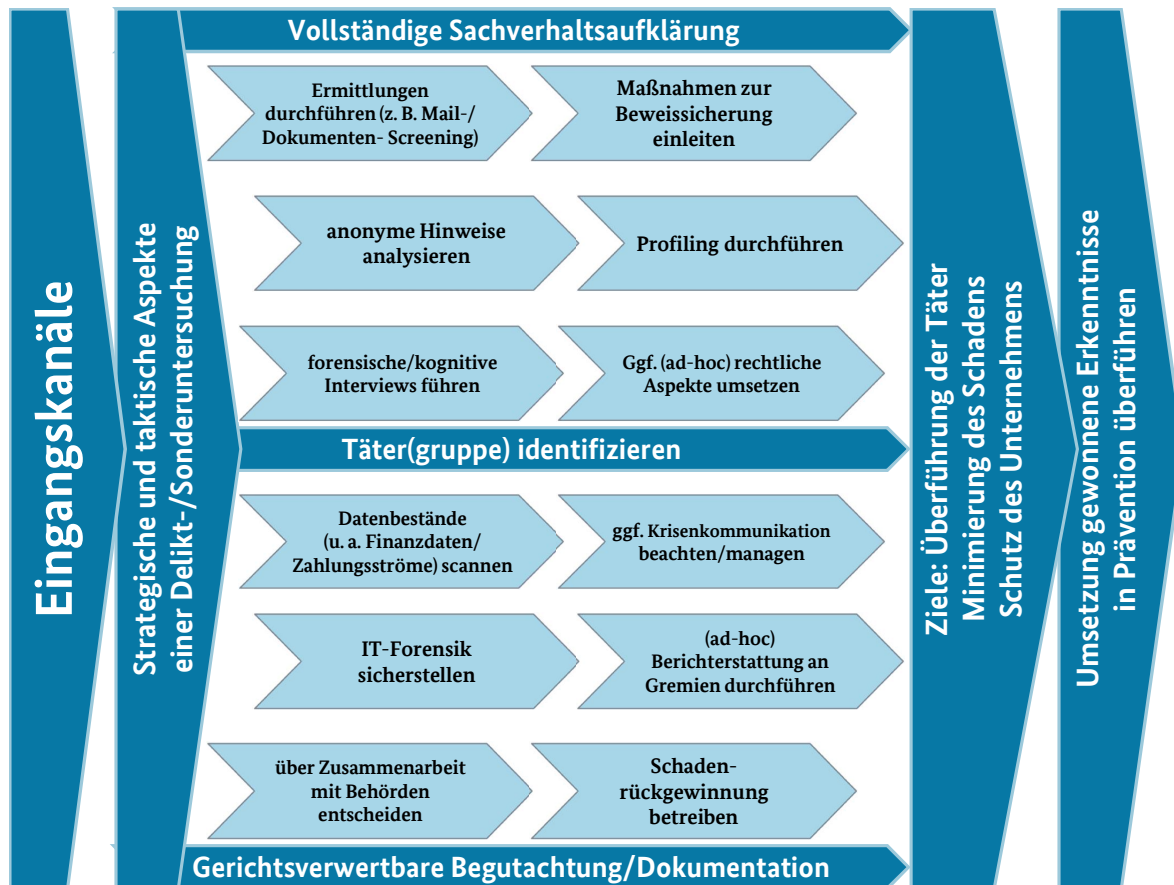 Eingangskanäle
Strategische und taktische Aspekte
einer Delikt-/Sonderuntersuchung
Vollständige Sachverhaltsaufklärung
Ermittlungen
durchführen (z. B. Mail-/
Dokumenten- Screening)
Maßnahmen zur
Beweissicherung
einleiten
anonyme Hinweise
analysieren
Profiling durchführen
forensische/kognitive
Interviews führen
Ggf. (ad-hoc) rechtliche
Aspekte umsetzen
Täter(gruppe) identifizieren
Datenbestände
(u. a. Finanzdaten/
Zahlungsströme) scannen
ggf. Krisenkommunikation
beachten/managen
IT-Forensik
sicherstellen
(ad-hoc)
Berichterstattung an
Gremien durchführen
über Zusammenarbeit
mit Behörden
entscheiden
Schaden-
rückgewinnung
betreiben
Gerichtsverwertbare Begutachtung/Dokumentation
Ziele: Überführung der Täter
Minimierung des Schadens
Schutz des Unternehmens
Umsetzung gewonnene Erkenntnisse
in Prävention überführen